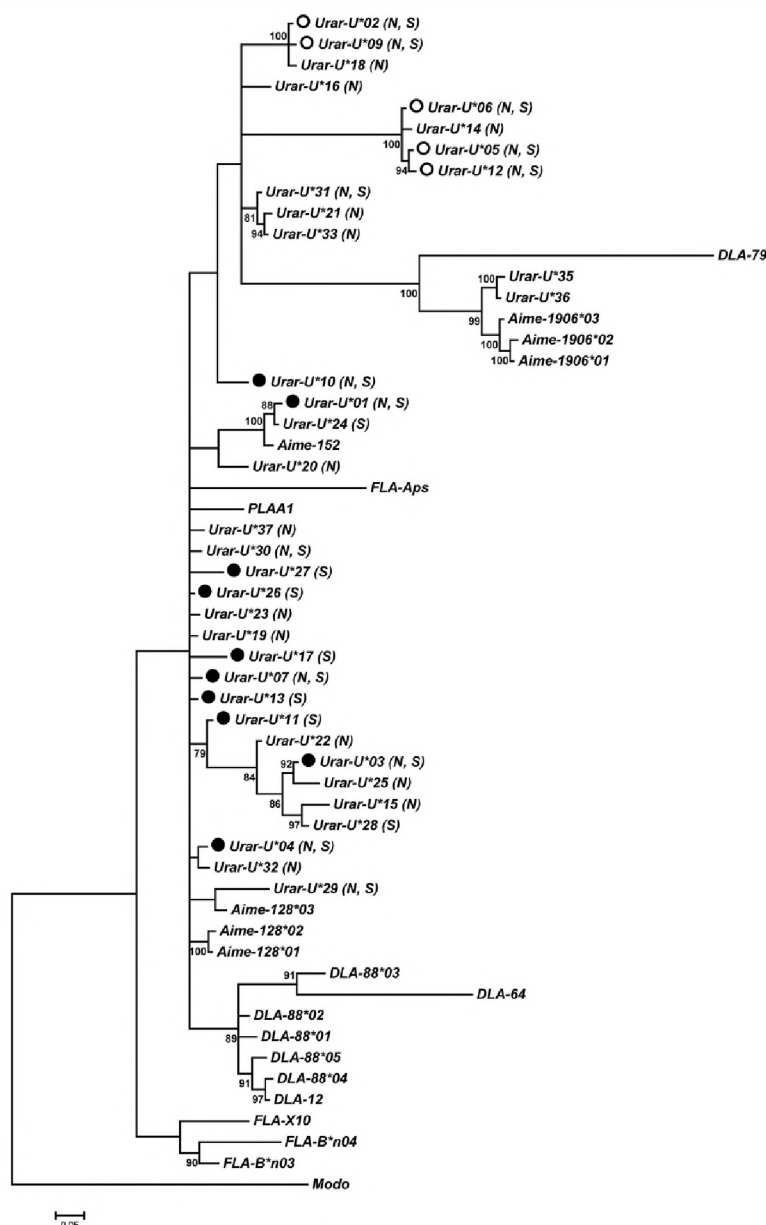 Urar-U*02 (N, S)
100
Urar-U*09 (N, S)
Urar-U*18 (N)
Urar-U*16 (N)
Urar-U*06 (N, S)
Urar-U*14 (N)
100
Urar-U*05 (N, S)
94
Urar-U*12 (N, S)
Urar-U*31 (N, S)
81
Urar-U*21 (N)
94
Urar-U*33 (N)
DLA-79
100
100
Urar-U*35
Urar-U*36
99
Aime-1906*03
100
Aime-1906*02
100
Aime-1906*01
Urar-U*10 (N, S)
88
Urar-U*01 (N, S)
100
Urar-U*24 (S)
Aime-152
Urar-U*20 (N)
FLA-Aps
PLAA1
Urar-U*37 (N)
Urar-U*30 (N, S)
Urar-U*27 (S)
Urar-U*26 (S)
Urar-U*23 (N)
Urar-U*19 (N)
Urar-U*17 (S)
Urar-U*07 (N, S)
Urar-U*13 (S)
Urar-U*11 (S)
79
Urar-U*22 (N)
84
92
Urar-U*03 (N, S)
Urar-U*25 (N)
86
Urar-U*15 (N)
97
Urar-U*28 (S)
Urar-U*04 (N, S)
Urar-U*32 (N)
Urar-U*29 (N, S)
Aime-128*03
Aime-128*02
100
Aime-128*01
91
DLA-88*03
DLA-64
DLA-88*02
89
DLA-88*01
DLA-88*05
91
DLA-88*04
97
DLA-12
FLA-X10
FLA-B*n04
90
FLA-B*n03
Modo
0.05